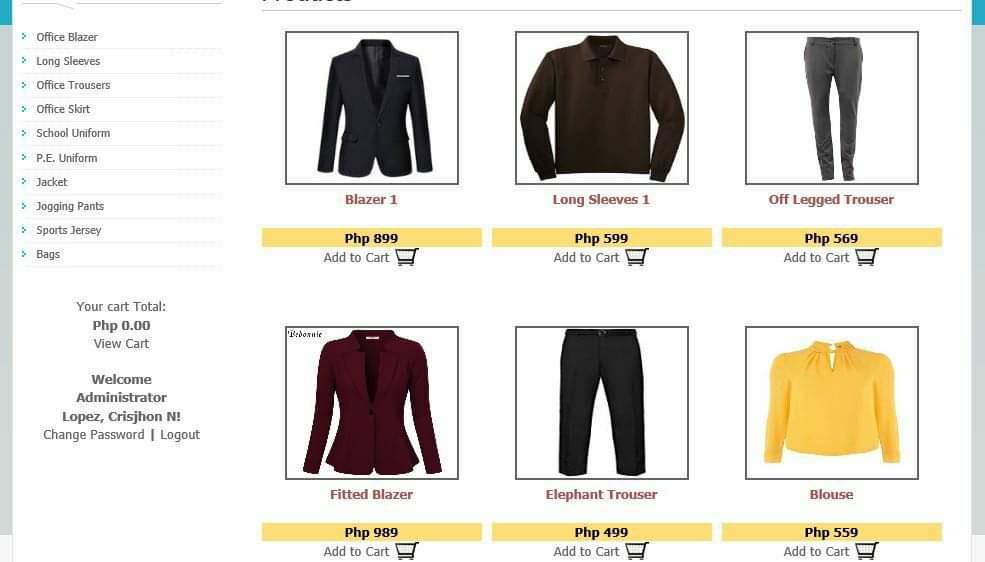 Products
Office Blazer
Long Sleeves
Office Trousers
Office Skirt
School Uniform
P.E. Uniform
Jacket
Jogging Pants
Sports Jersey
Bags
Your cart Total:
Php 0.00
View Cart
Welcome
Administrator
Lopez, Crisjhon N!
Change Password | Logout
Blazer 1
Php 899
Add to Cart
Long Sleeves 1
Php 599
Add to Cart
Off Legged Trouser
Php 569
Add to Cart
Bebonnie
Fitted Blazer
Php 989
Add to Cart
Elephant Trouser
Php 499
Add to Cart
Blouse
Php 559
Add to Cart